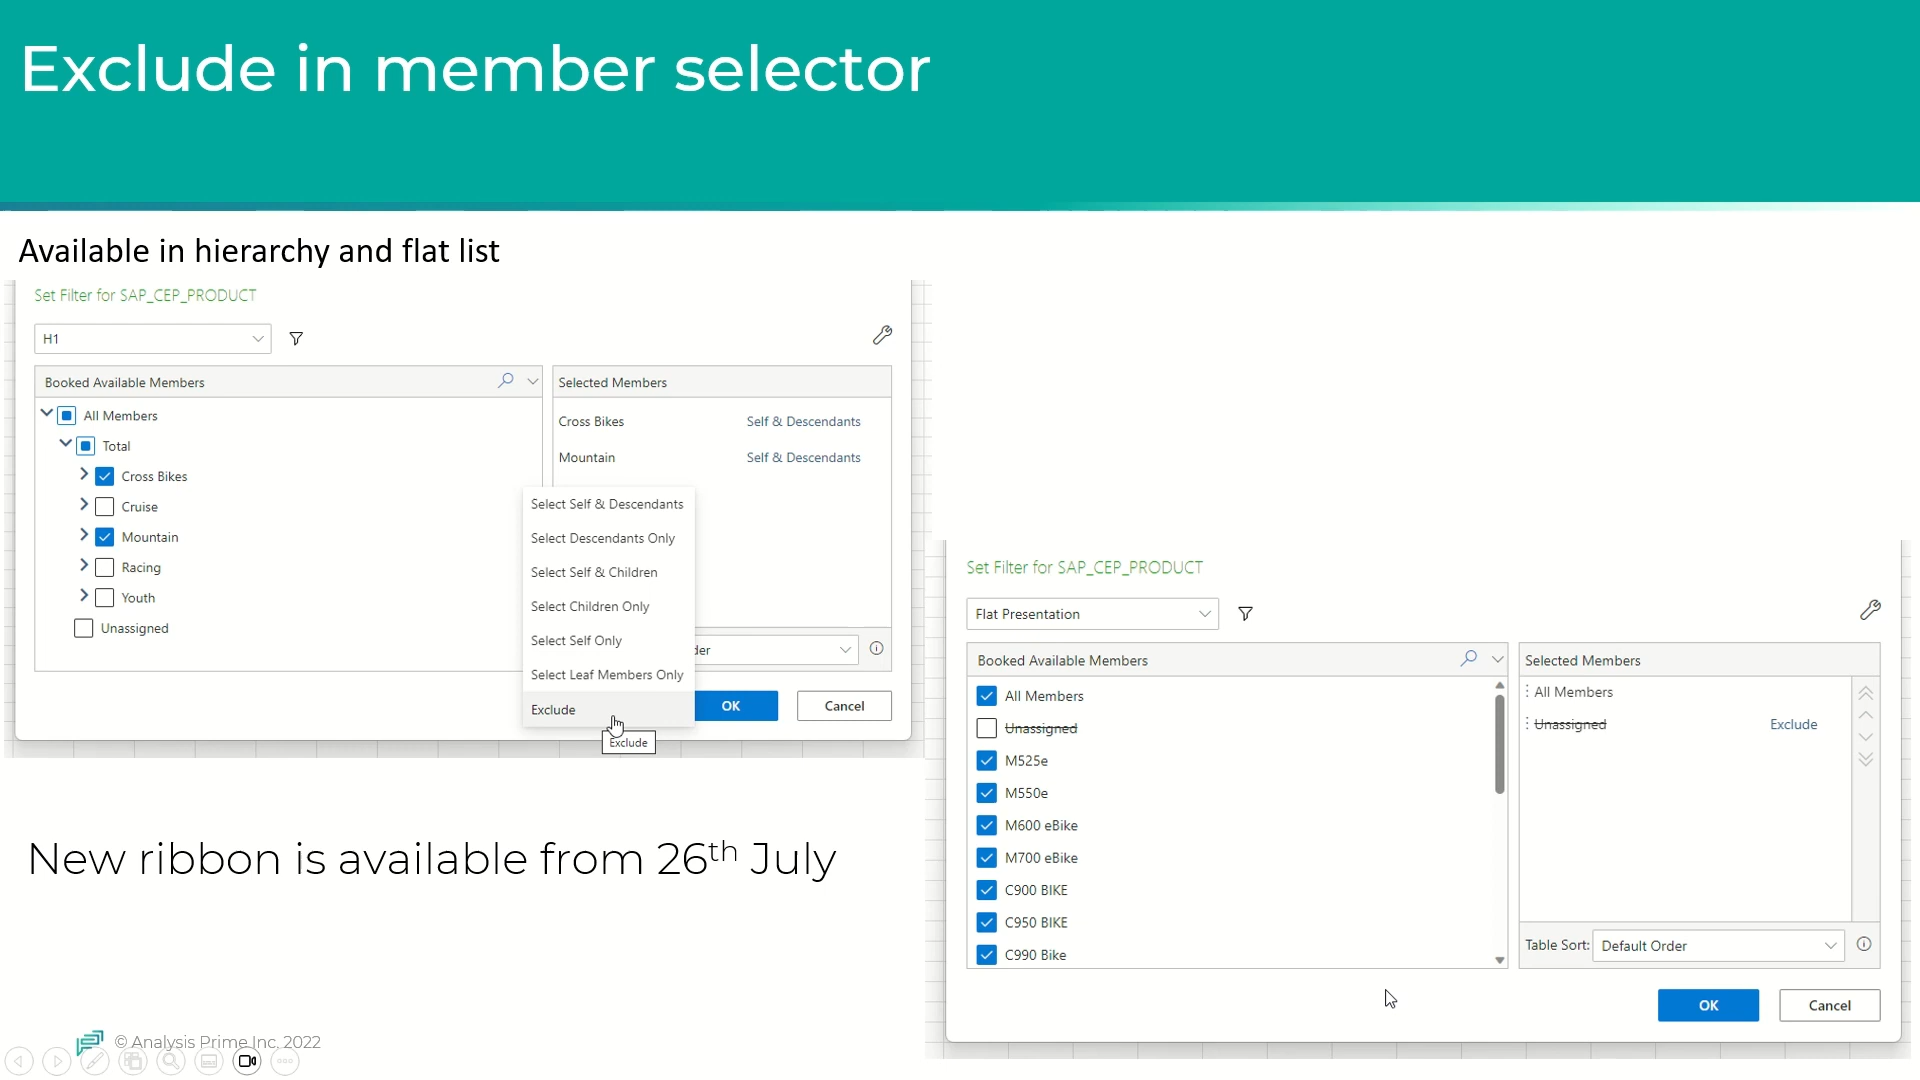 Exclude in member selector
Available in hierarchy and flat list
Set Filter for SAP_CEP_PRODUCT
H1
Booked Available Members
Selected Members
All Members
Total
Cross Bikes
Cruise
Mountain
Racing
Youth
Unassigned
Cross Bikes Self & Descendants
Mountain Self & Descendants
Select Self & Descendants
Select Descendants Only
Select Self & Children
Select Children Only
Select Self Only
Select Leaf Members Only
Exclude
Exclude
OK
Cancel
Set Filter for SAP_CEP_PRODUCT
Flat Presentation
Booked Available Members
Selected Members
All Members
Unassigned
M525e
M550e
M600 eBike
M700 eBike
C900 BIKE
C950 BIKE
C990 Bike
All Members
Unassigned Exclude
Table Sort: Default Order
OK
Cancel
New ribbon is available from 26th July
© Analysis Prime Inc. 2022